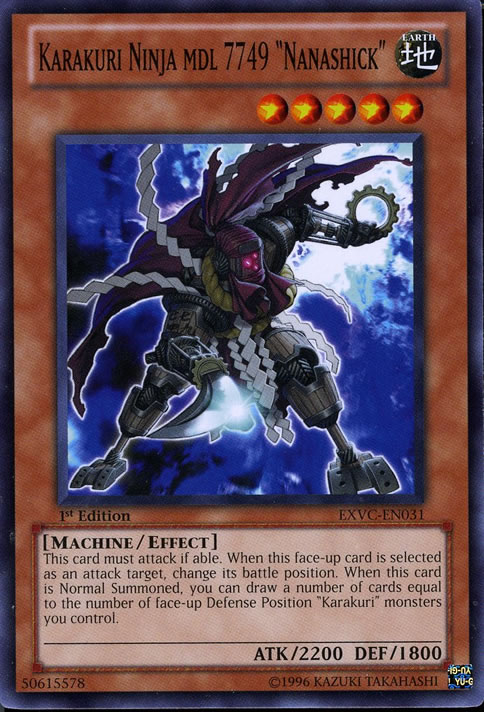 KARAKURI NINJA MDL 7749 "NANASHICK"
EARTH
地
1st Edition
EXVC-EN031
[MACHINE / EFFECT]
This card must attack if able. When this face-up card is selected
as an attack target, change its battle position. When this card
is Normal Summoned, you can draw a number of cards equal
to the number of face-up Defense Position "Karakuri" monsters
you control.
ATK/2200 DEF/1800
50615578
©1996 KAZUKI TAKAHASHI